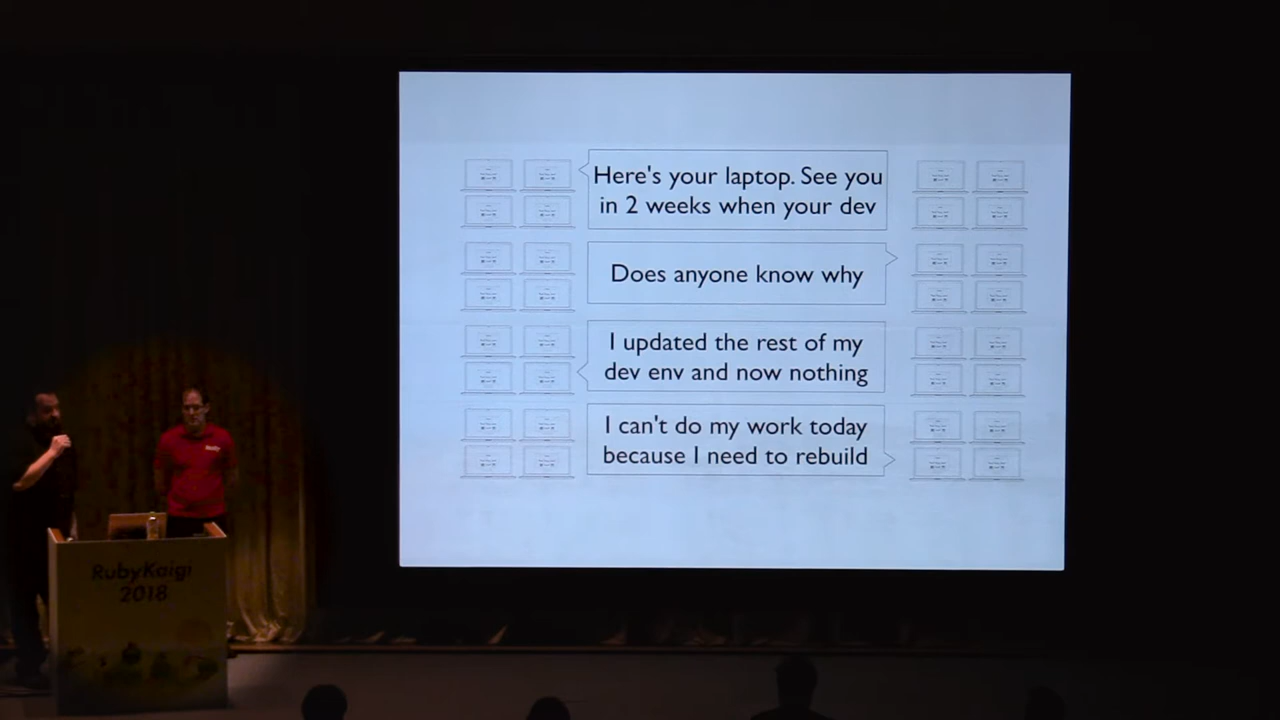 Here's your laptop. See you
in 2 weeks when your dev
Does anyone know why
I updated the rest of my
dev env and now nothing
I can't do my work today
because I need to rebuild
RubyKaigi
2018